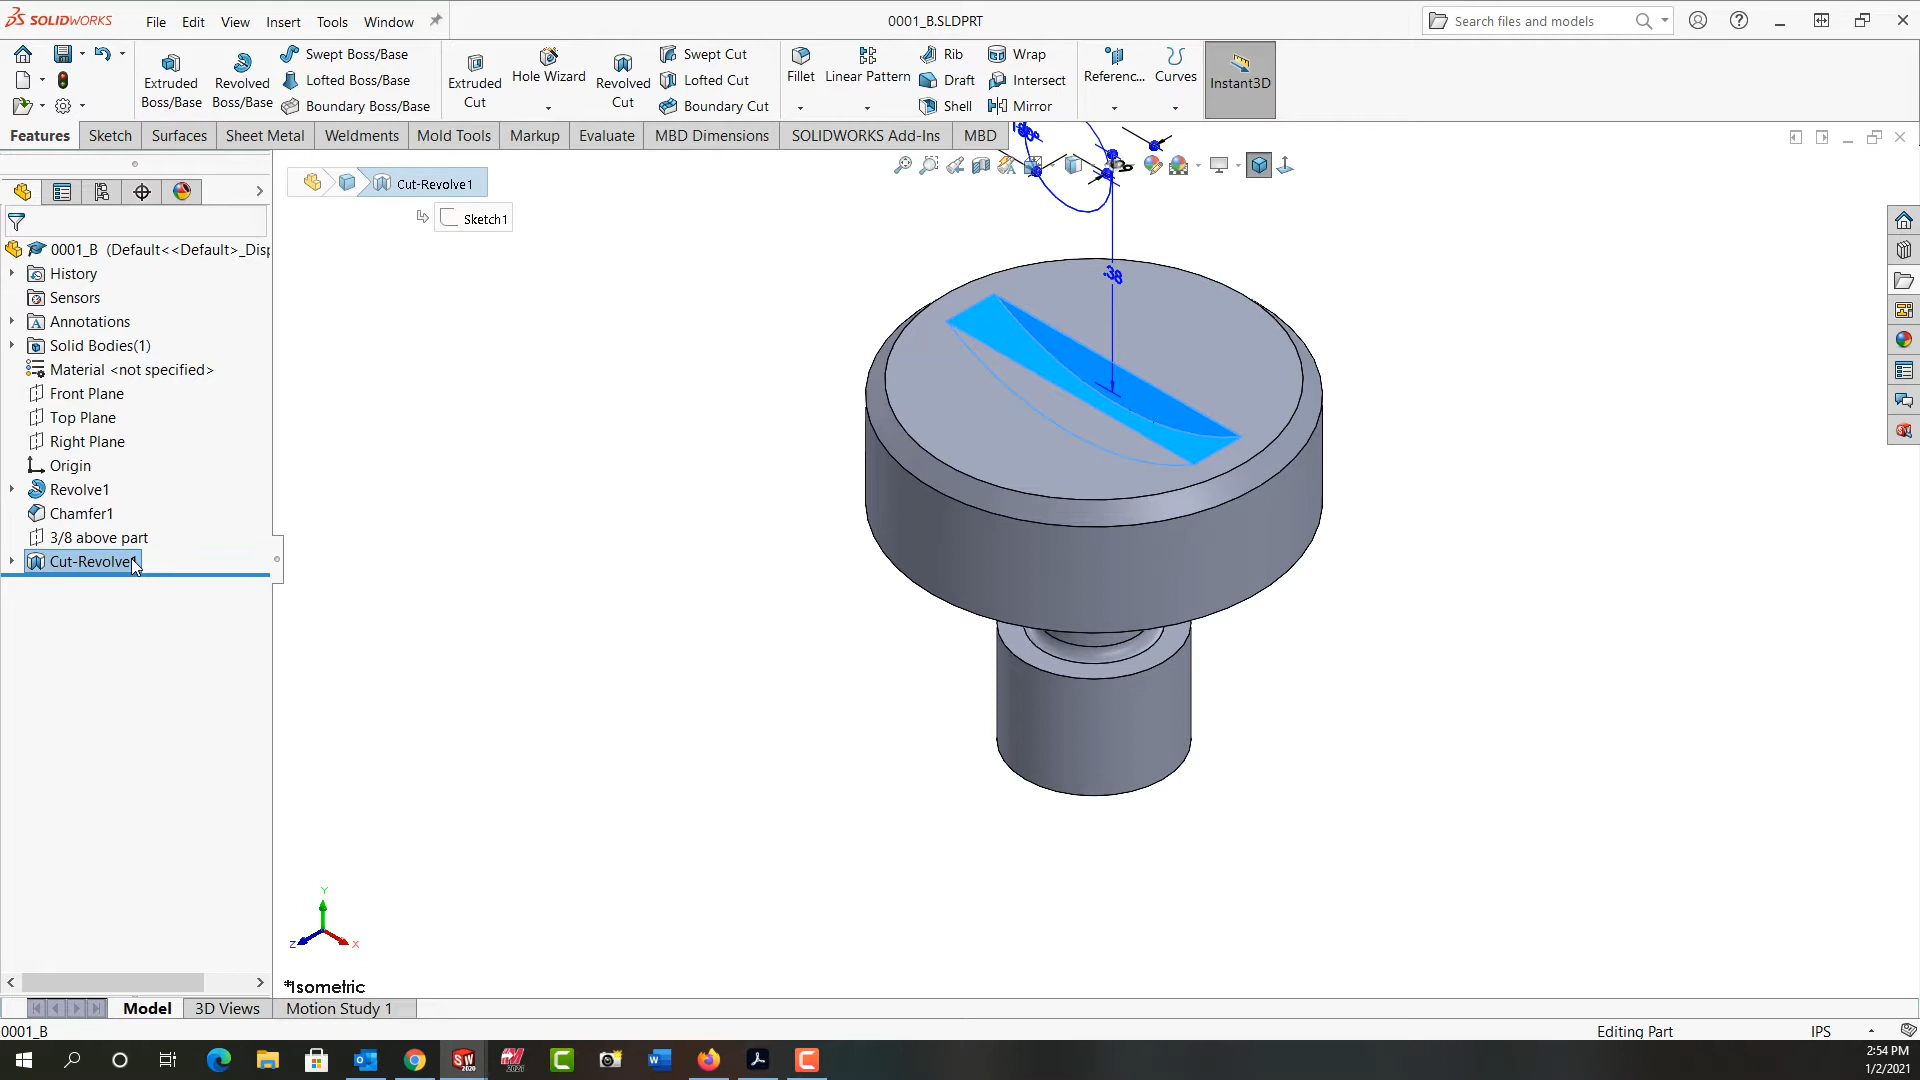 SOLIDWORKS
File Edit View Insert Tools Window
0001_B.SLDPRT
Search files and models
Extruded Boss/Base
Revolved Boss/Base
Swept Boss/Base
Lofted Boss/Base
Boundary Boss/Base
Extruded Cut
Hole Wizard
Revolved Cut
Swept Cut
Lofted Cut
Boundary Cut
Fillet
Linear Pattern
Rib
Draft
Shell
Wrap
Intersect
Mirror
Referenc...
Curves
Instant3D
Features Sketch Surfaces Sheet Metal Weldments Mold Tools Markup Evaluate MBD Dimensions SOLIDWORKS Add-Ins MBD
Cut-Revolve1
Sketch1
0001_B (Default<<Default>_Disp
History
Sensors
Annotations
Solid Bodies(1)
Material <not specified>
Front Plane
Top Plane
Right Plane
Origin
Revolve1
Chamfer1
3/8 above part
Cut-Revolve1
.38
Y
Z
X
*Isometric
Model 3D Views Motion Study 1
0001_B
Editing Part
IPS
SW 2020
2021
2:54 PM
1/2/2021